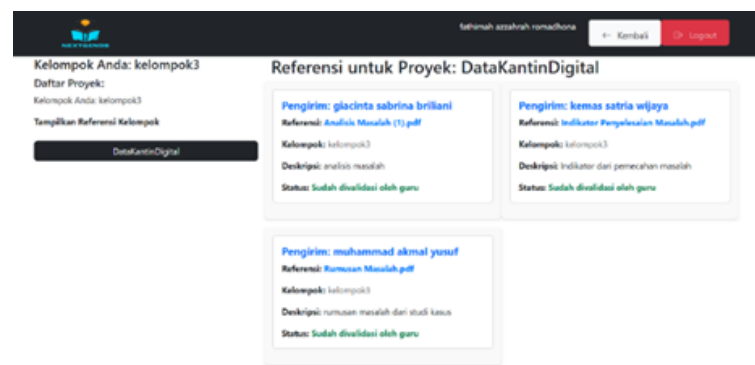 NEXTGENDB
fathimah azzahrah romadhona
← Kembali
Logout
Kelompok Anda: kelompok3
Daftar Proyek:
Kelompok Anda: kelompok3
Tampilkan Referensi Kelompok
DataKantinDigital
Referensi untuk Proyek: DataKantinDigital
Pengirim: giacinta sabrina briliani
Referensi: Analisis Masalah (1).pdf
Kelompok: kelompok3
Deskripsi: analisis masalah
Status: Sudah divalidasi oleh guru
Pengirim: kemas satria wijaya
Referensi: Indikator Penyelesaian Masalah.pdf
Kelompok: kelompok3
Deskripsi: Indikator dari pemecahan masalah
Status: Sudah divalidasi oleh guru
Pengirim: muhammad akmal yusuf
Referensi: Rumusan Masalah.pdf
Kelompok: kelompok3
Deskripsi: rumusan masalah dari studi kasus
Status: Sudah divalidasi oleh guru